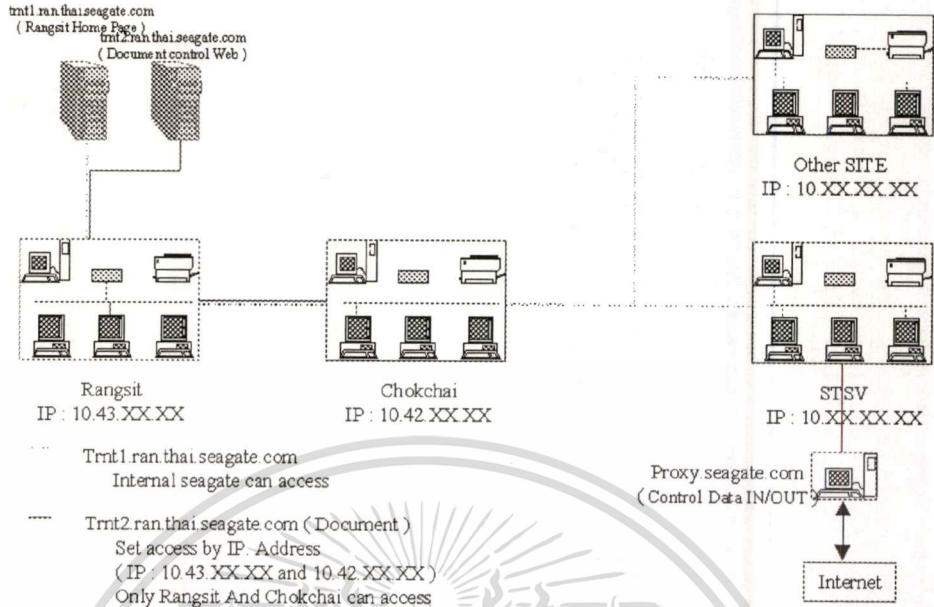 trnt1.ran.thai.seagate.com
( Rangsit Home Page )
trnt2.ran.thai.seagate.com
( Document control Web )
Other SITE
IP : 10.XX.XX.XX
Rangsit
IP : 10.43.XX.XX
Chokchai
IP : 10.42.XX.XX
STSV
IP : 10.XX.XX.XX
Trnt1.ran.thai.seagate.com
Internal seagate can access
Proxy.seagate.com
( Control Data IN/OUT )
Trnt2.ran.thai.seagate.com ( Document )
Set access by IP. Address
( IP : 10.43.XX.XX and 10.42.XX.XX )
Only Rangsit And Chokchai can access
Internet